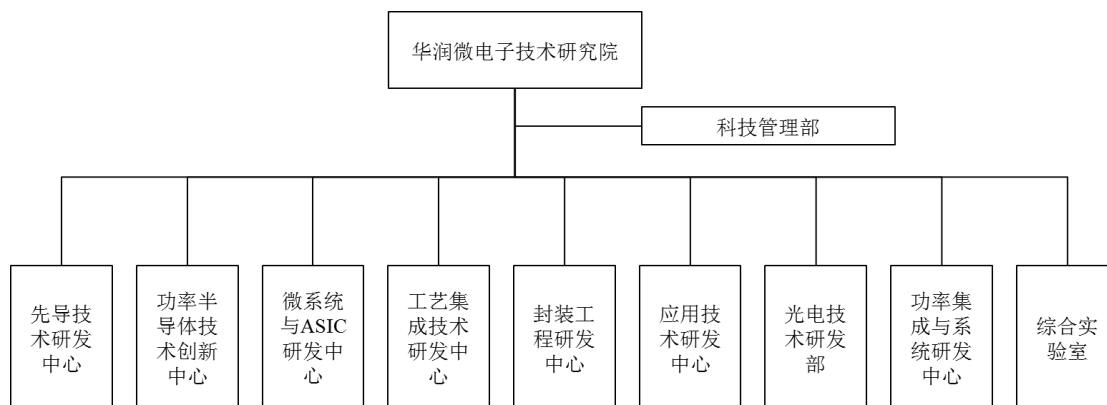 华润微电子技术研究院
科技管理部
先导技
术研发
中心
功率半
导体技
术创新
中心
微系统
与ASIC
研发中
心
工艺集
成技术
研发中
心
封装工
程研发
中心
应用技
术研发
中心
光电技
术研发
部
功率集
成与系
统研发
中心
综合实
验室